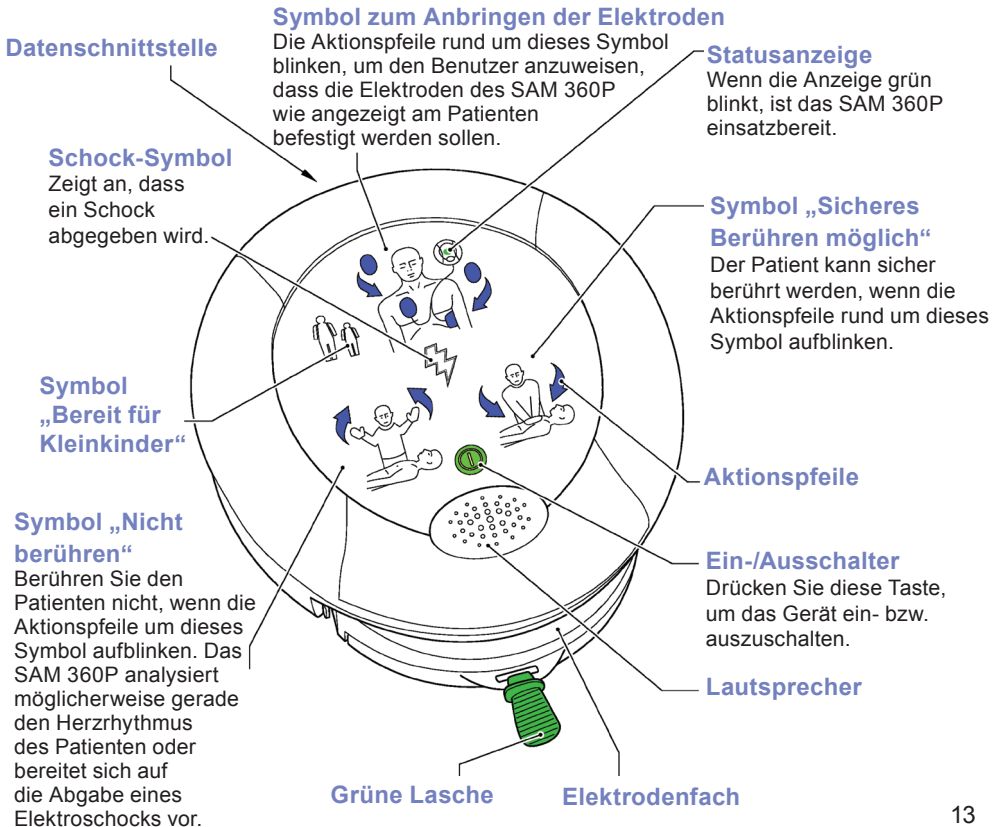 Symbol zum Anbringen der Elektroden
Die Aktionspfeile rund um dieses Symbol
blinken, um den Benutzer anzuweisen,
dass die Elektroden des SAM 360P
wie angezeigt am Patienten
befestigt werden sollen.
Datenschnittstelle
Statusanzeige
Wenn die Anzeige grün
blinkt, ist das SAM 360P
einsatzbereit.
Schock-Symbol
Zeigt an, dass
ein Schock
abgegeben wird.
Symbol „Sicheres
Berühren möglich“
Der Patient kann sicher
berührt werden, wenn die
Aktionspfeile rund um dieses
Symbol aufblinken.
Symbol
„Bereit für
Kleinkinder“
Aktionspfeile
Symbol „Nicht
berühren“
Berühren Sie den
Patienten nicht, wenn die
Aktionspfeile um dieses
Symbol aufblinken. Das
SAM 360P analysiert
möglicherweise gerade
den Herzrhythmus
des Patienten oder
bereitet sich auf
die Abgabe eines
Elektroschocks vor.
Ein-/Ausschalter
Drücken Sie diese Taste,
um das Gerät ein- bzw.
auszuschalten.
Lautsprecher
Grüne Lasche
Elektrodenfach
13